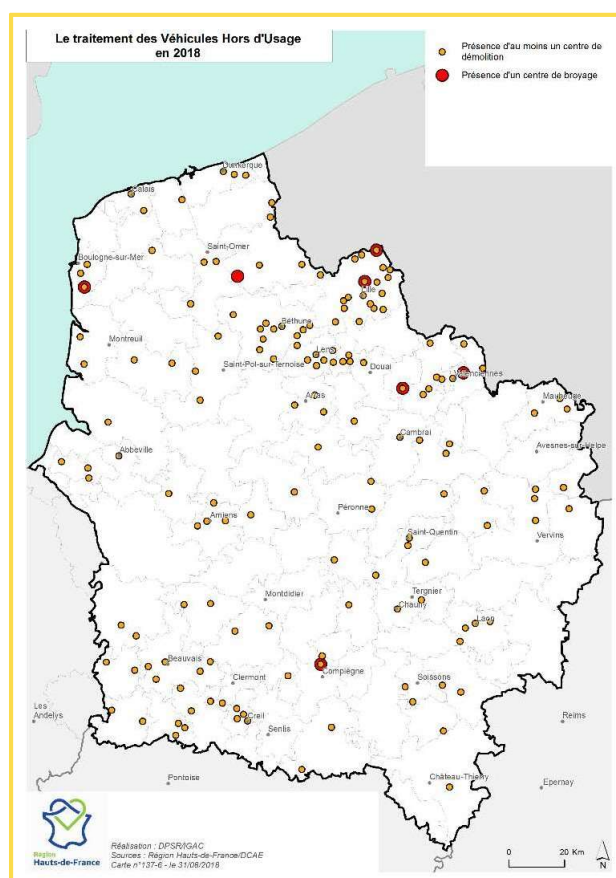 Le traitement des Véhicules Hors d'Usage
en 2018
Présence d'au moins un centre de
démolition
Présence d'un centre de broyage
Dunkerque
Calais
Saint-Omer
Boulogne-sur-Mer
Lille
Béthune
Montreuil
Lens
Saint-Pol-sur-Ternoise
Douai
Valenciennes
Arras
Maubeuge
Cambrai
Avesnes-sur-Helpe
Abbeville
Péronne
Amiens
Saint-Quentin
Vervins
Montdidier
Tergnier
Chauny
Laon
Beauvais
Clermont
Compiègne
Soissons
Les
Andelys
Creil
Senlis
Reims
Pontoise
Château-Thierry
Epernay
Région
Hauts-de-France
Réalisation : DPSR/IGAC
Sources : Région Hauts-de-France/DCAE
Carte n°137-6 - le 31/08/2018
0
20 Km
N